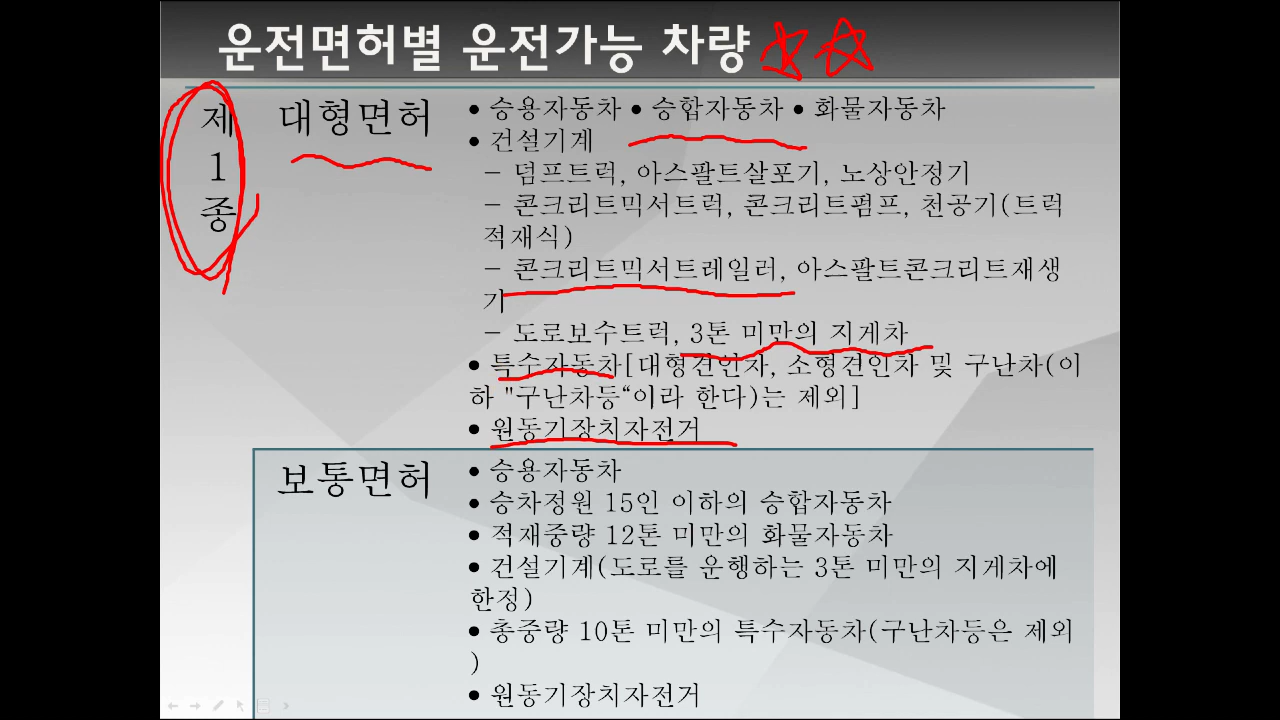 운전면허별 운전가능 차량
제
1
종
대형면허
• 승용자동차 • 승합자동차 • 화물자동차
• 건설기계
– 덤프트럭, 아스팔트살포기, 노상안정기
– 콘크리트믹서트럭, 콘크리트펌프, 천공기(트럭
적재식)
– 콘크리트믹서트레일러, 아스팔트콘크리트재생
기
– 도로보수트럭, 3톤 미만의 지게차
• 특수자동차[대형견인차, 소형견인차 및 구난차(이
하 "구난차등“이라 한다)는 제외]
• 원동기장치자전거
보통면허
• 승용자동차
• 승차정원 15인 이하의 승합자동차
• 적재중량 12톤 미만의 화물자동차
• 건설기계(도로를 운행하는 3톤 미만의 지게차에
한정)
• 총중량 10톤 미만의 특수자동차(구난차등은 제외
)
• 원동기장치자전거